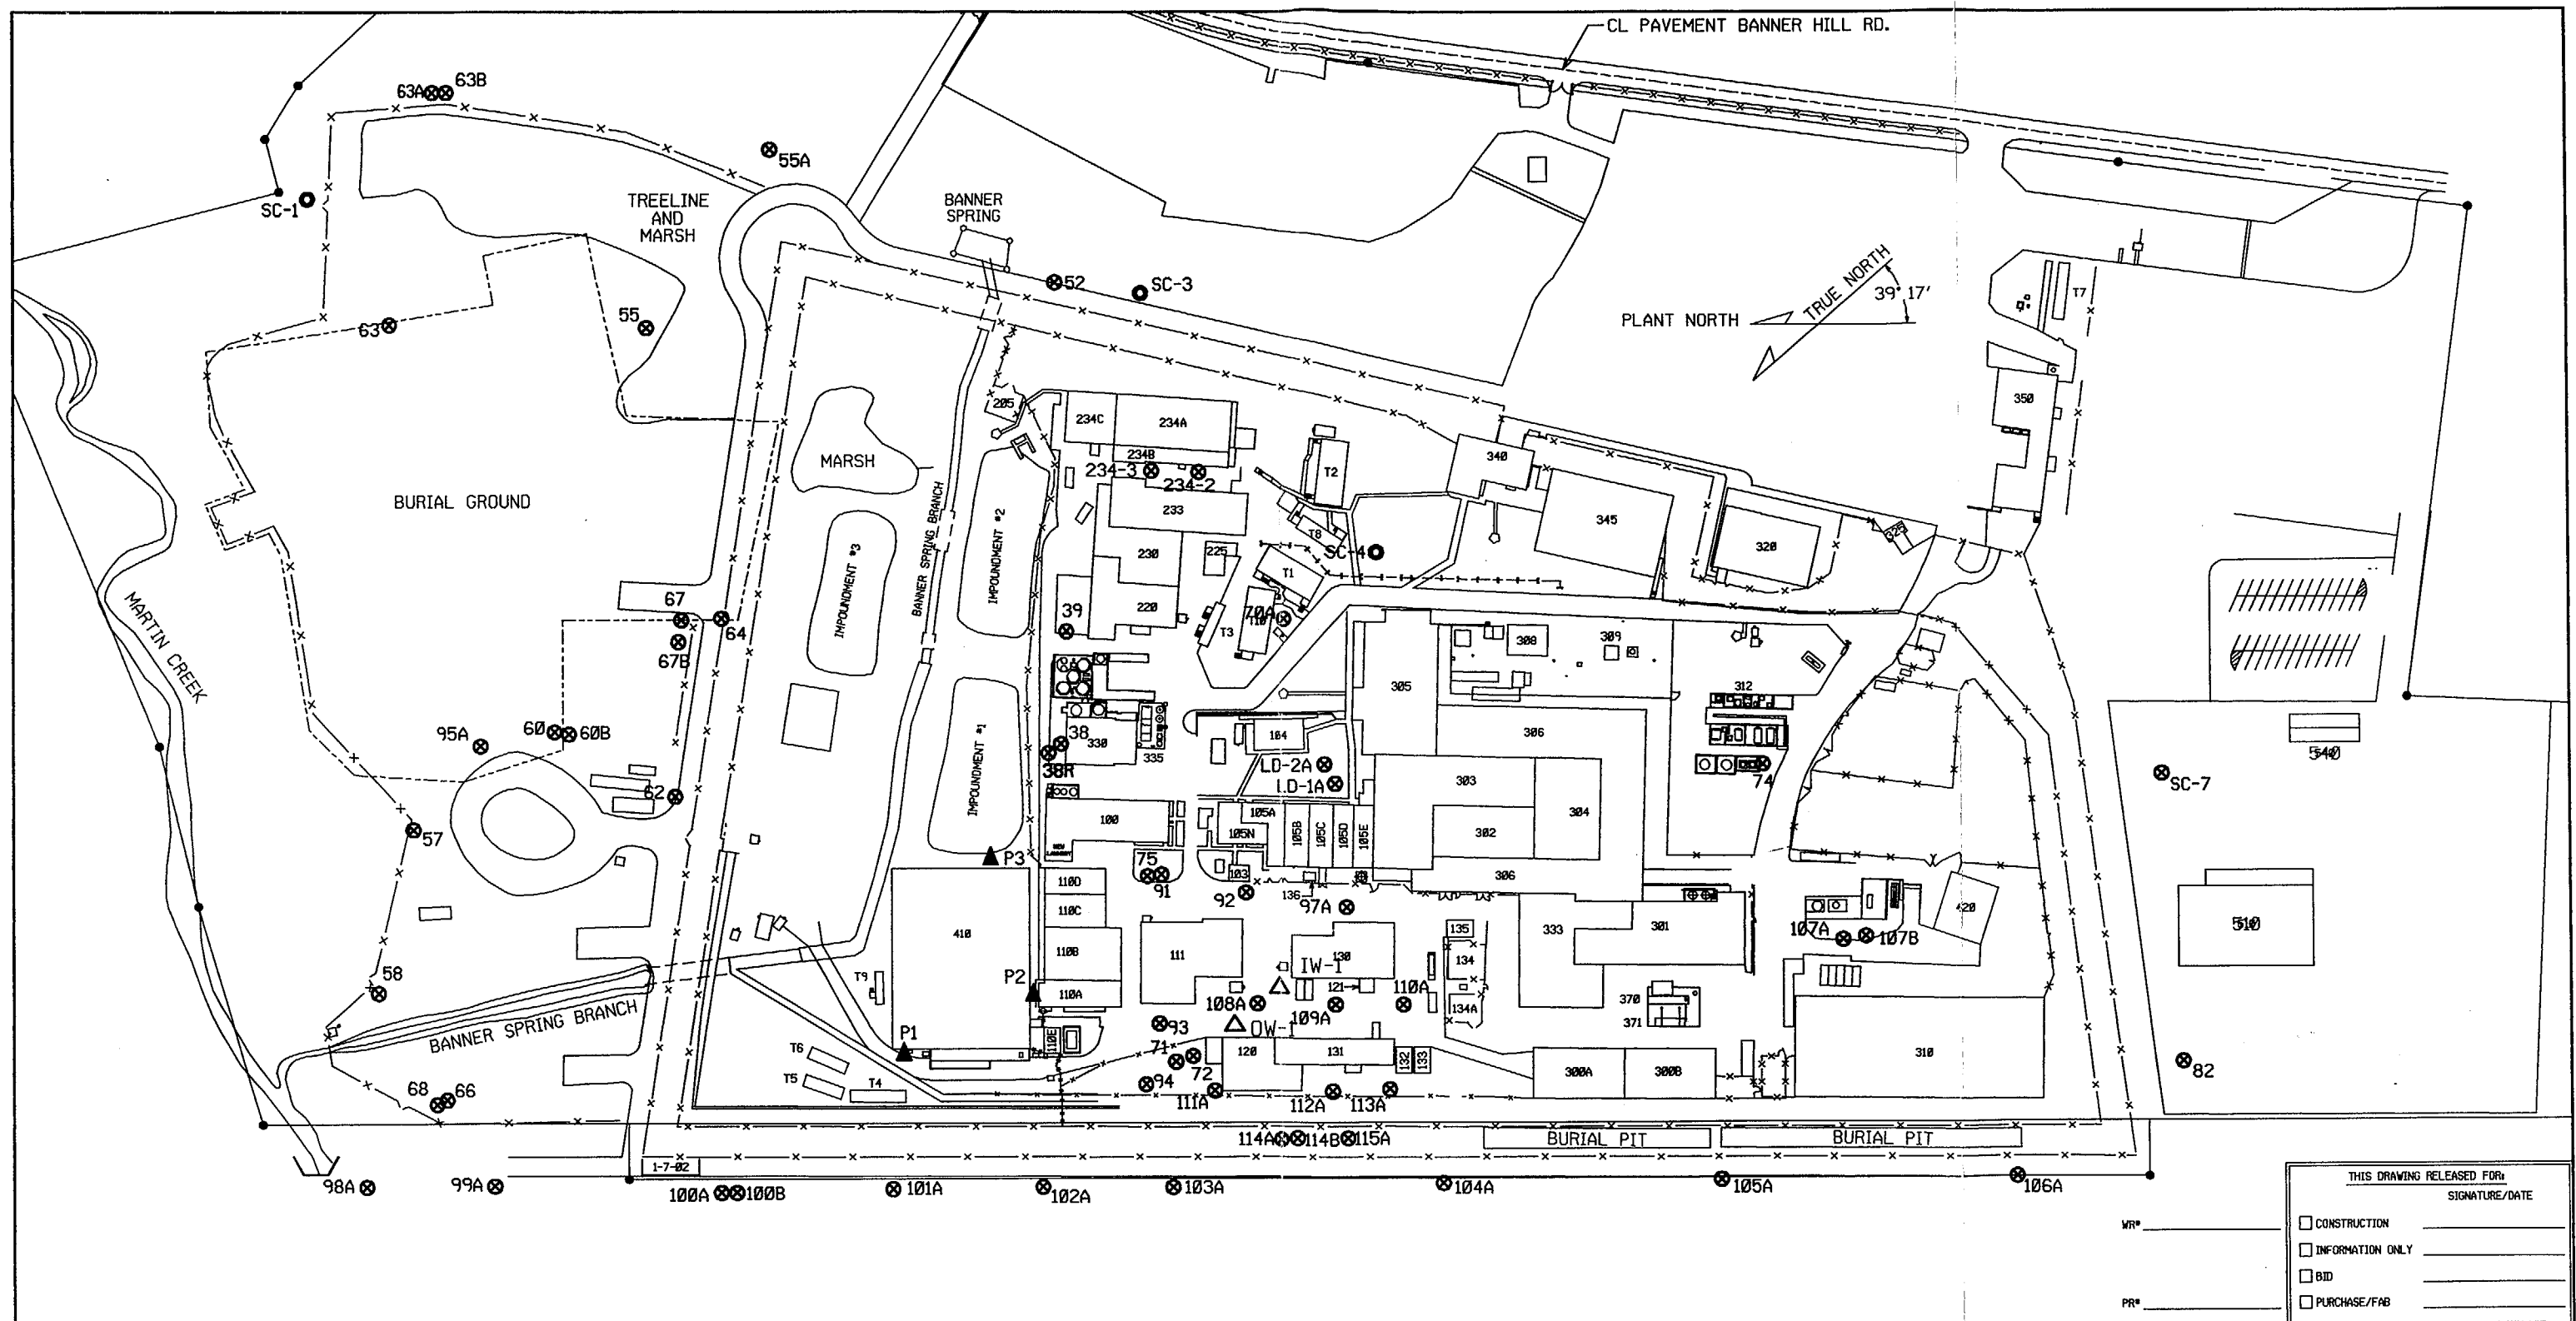 CL PAVEMENT BANNER HILL RD.
63A
63B
55A
SC-1
TREELINE
AND
MARSH
BANNER
SPRING
52
SC-3
TRUE NORTH
39° 17'
PLANT NORTH
T7
63
55
350
205
234C
234A
234B
234-3
234-2
T2
340
MARSH
BURIAL GROUND
BANNER SPRING BRANCH
IMPOUNDMENT #2
IMPOUNDMENT #3
233
345
T8
SC-4
320
325
230
225
T1
220
T3
70A
39
67
64
67B
MARTIN CREEK
308
309
305
312
306
60
60B
95A
38
330
38R
335
104
LD-2A
LD-1A
303
74
540
SC-7
62
IMPOUNDMENT #1
57
100
105A
105N
105B
105C
105D
105E
302
304
P3
75
91
103
92
136
97A
306
110D
110C
410
110B
110A
111
130
IW-1
135
134
134A
333
301
107A
107B
420
510
58
T9
P2
108A
121
109A
110A
370
371
BANNER SPRING BRANCH
P1
110E
93
OW-1
71
72
120
131
132
133
300A
300B
310
82
T6
T5
T4
68
66
94
111A
112A
113A
114A
114B
115A
BURIAL PIT
BURIAL PIT
1-7-02
98A
99A
100A
100B
101A
102A
103A
104A
105A
106A
THIS DRAWING RELEASED FOR:
SIGNATURE/DATE
WR#
CONSTRUCTION
INFORMATION ONLY
BID
PR#
PURCHASE/FAB